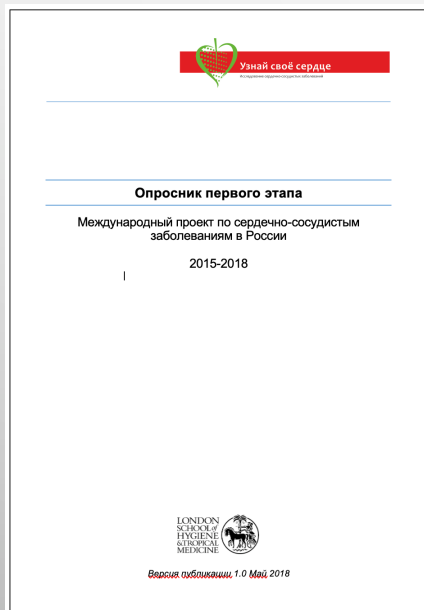 Узнай своё сердце
Исследование сердечно-сосудистых заболеваний
Опросник первого этапа
Международный проект по сердечно-сосудистым
заболеваниям в России
2015-2018
LONDON
SCHOOL of
HYGIENE
&TROPICAL
MEDICINE
Версия публикации 1.0 Май 2018